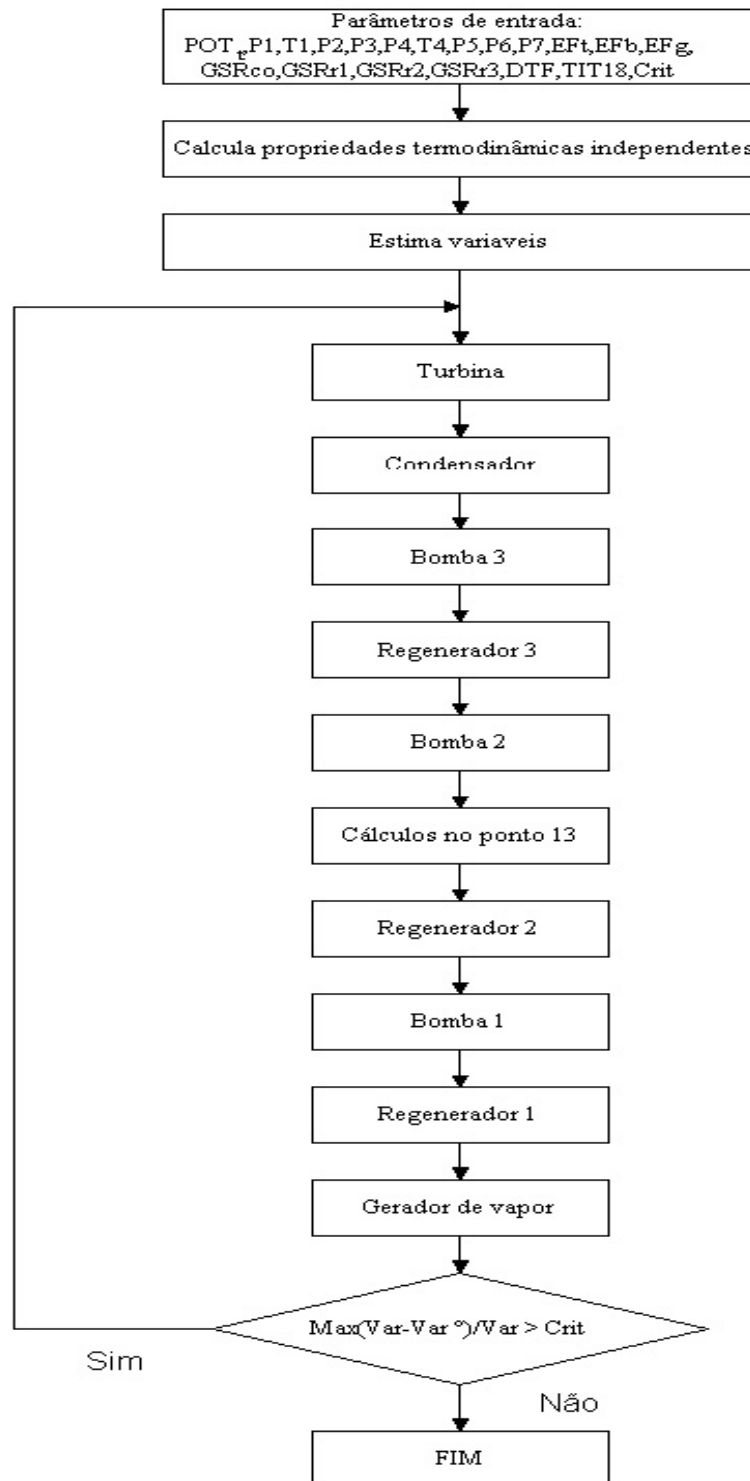 Parâmetros de entrada:
POTt,P1,T1,P2,P3,P4,T4,P5,P6,P7,EFt,EFb,EFg,
GSRco,GSRr1,GSRr2,GSRr3,DTF,TIT18,Crit
Calcula propriedades termodinâmicas independentes
Estima variaveis
Turbina
Condensador
Bomba 3
Regenerador 3
Bomba 2
Cálculos no ponto 13
Regenerador 2
Bomba 1
Regenerador 1
Gerador de vapor
Max(Var-Var º)/Var > Crit
Sim
Não
FIM